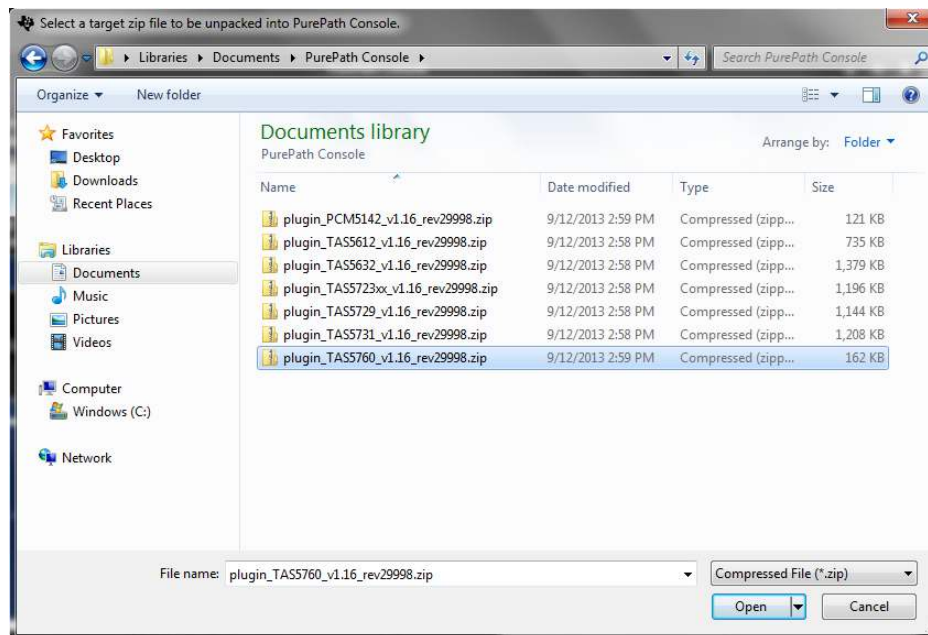 Select a target zip file to be unpacked into PurePath Console.
Libraries Documents PurePath Console
Search PurePath Console
Organize New folder
Favorites
Desktop
Downloads
Recent Places
Libraries
Documents
Music
Pictures
Videos
Computer
Windows (C:)
Network
Documents library
PurePath Console
Arrange by: Folder
Name Date modified Type Size
plugin_PCM5142_v1.16_rev29998.zip 9/12/2013 2:59 PM Compressed (zipp... 121 KB
plugin_TAS5612_v1.16_rev29998.zip 9/12/2013 2:58 PM Compressed (zipp... 735 KB
plugin_TAS5632_v1.16_rev29998.zip 9/12/2013 2:58 PM Compressed (zipp... 1,379 KB
plugin_TAS5723xx_v1.16_rev29998.zip 9/12/2013 2:58 PM Compressed (zipp... 1,196 KB
plugin_TAS5729_v1.16_rev29998.zip 9/12/2013 2:58 PM Compressed (zipp... 1,144 KB
plugin_TAS5731_v1.16_rev29998.zip 9/12/2013 2:58 PM Compressed (zipp... 1,208 KB
plugin_TAS5760_v1.16_rev29998.zip 9/12/2013 2:59 PM Compressed (zipp... 162 KB
File name: plugin_TAS5760_v1.16_rev29998.zip Compressed File (*.zip)
Open Cancel